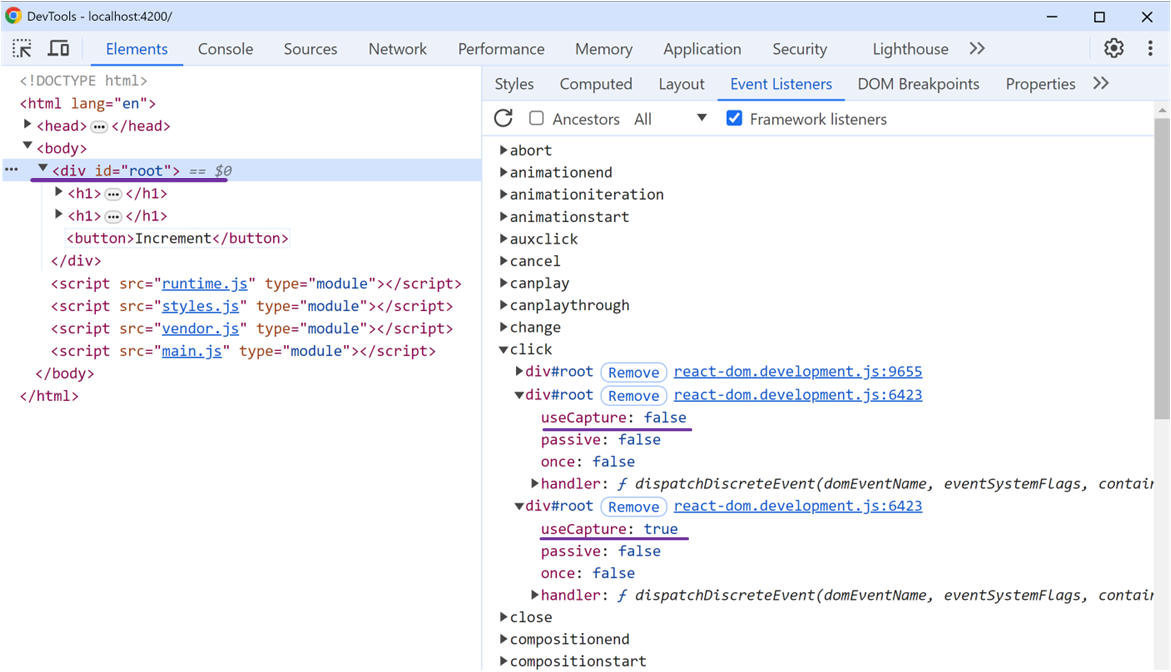 DevTools - localhost:4200/
Elements Console Sources Network Performance Memory Application Security Lighthouse
<!DOCTYPE html>
<html lang="en">
<head> ••• </head>
<body>
••• <div id="root"> == $0
<h1> ••• </h1>
<h1> ••• </h1>
<button>Increment</button>
</div>
<script src="runtime.js" type="module"></script>
<script src="styles.js" type="module"></script>
<script src="vendor.js" type="module"></script>
<script src="main.js" type="module"></script>
</body>
</html>
Styles Computed Layout Event Listeners DOM Breakpoints Properties
Ancestors All Framework listeners
abort
animationend
animationiteration
animationstart
auxclick
cancel
canplay
canplaythrough
change
click
div#root Remove react-dom.development.js:9655
div#root Remove react-dom.development.js:6423
useCapture: false
passive: false
once: false
handler: ƒ dispatchDiscreteEvent(domEventName, eventSystemFlags, contain
div#root Remove react-dom.development.js:6423
useCapture: true
passive: false
once: false
handler: ƒ dispatchDiscreteEvent(domEventName, eventSystemFlags, contain
close
compositionend
compositionstart